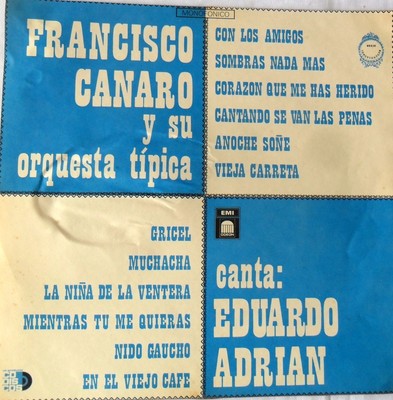 MONOFONICO
FRANCISCO
CANARO
y su
orquesta típica
CON LOS AMIGOS
SOMBRAS NADA MAS
CORAZON QUE ME HAS HERIDO
CANTANDO SE VAN LAS PENAS
ANOCHE SOÑE
VIEJA CARRETA
GRICEL
MUCHACHA
LA NIÑA DE LA VENTERA
MIENTRAS TU ME QUIERAS
NIDO GAUCHO
EN EL VIEJO CAFE
EMI
ODEON
canta:
EDUARDO
ADRIAN